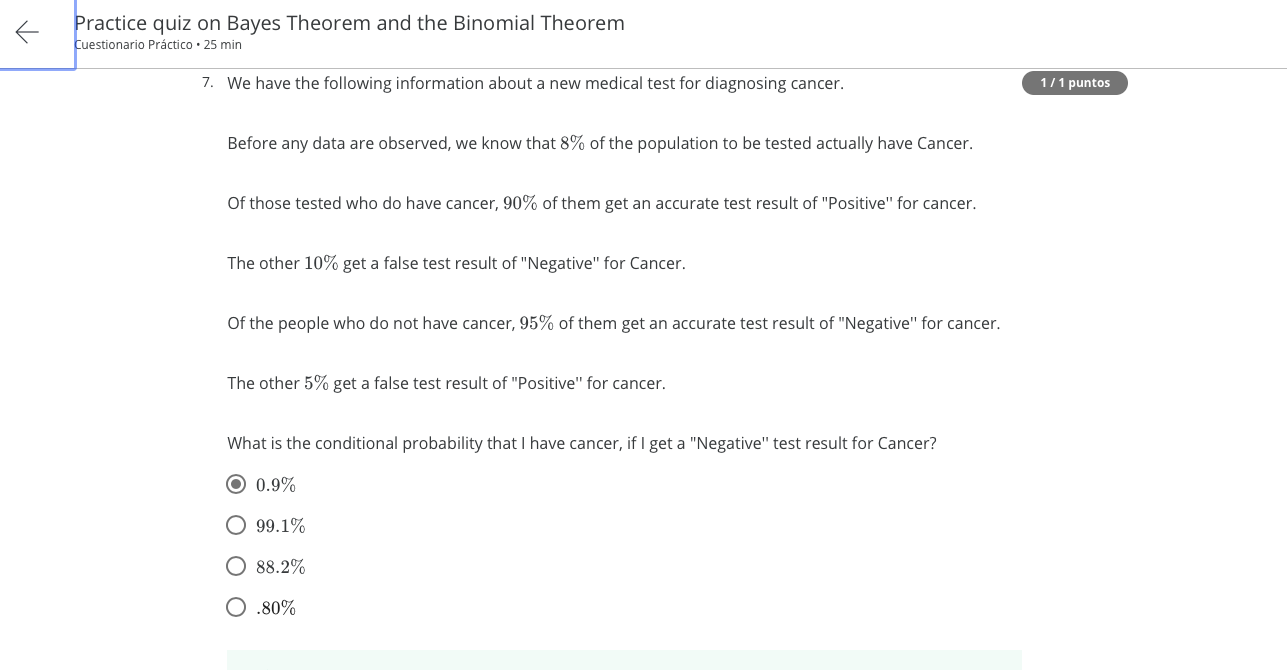 Practice quiz on Bayes Theorem and the Binomial Theorem
Cuestionario Práctico • 25 min
7. We have the following information about a new medical test for diagnosing cancer.
1 / 1 puntos
Before any data are observed, we know that 8% of the population to be tested actually have Cancer.
Of those tested who do have cancer, 90% of them get an accurate test result of "Positive'' for cancer.
The other 10% get a false test result of "Negative'' for Cancer.
Of the people who do not have cancer, 95% of them get an accurate test result of "Negative'' for cancer.
The other 5% get a false test result of "Positive'' for cancer.
What is the conditional probability that I have cancer, if I get a "Negative'' test result for Cancer?
0.9%
99.1%
88.2%
.80%